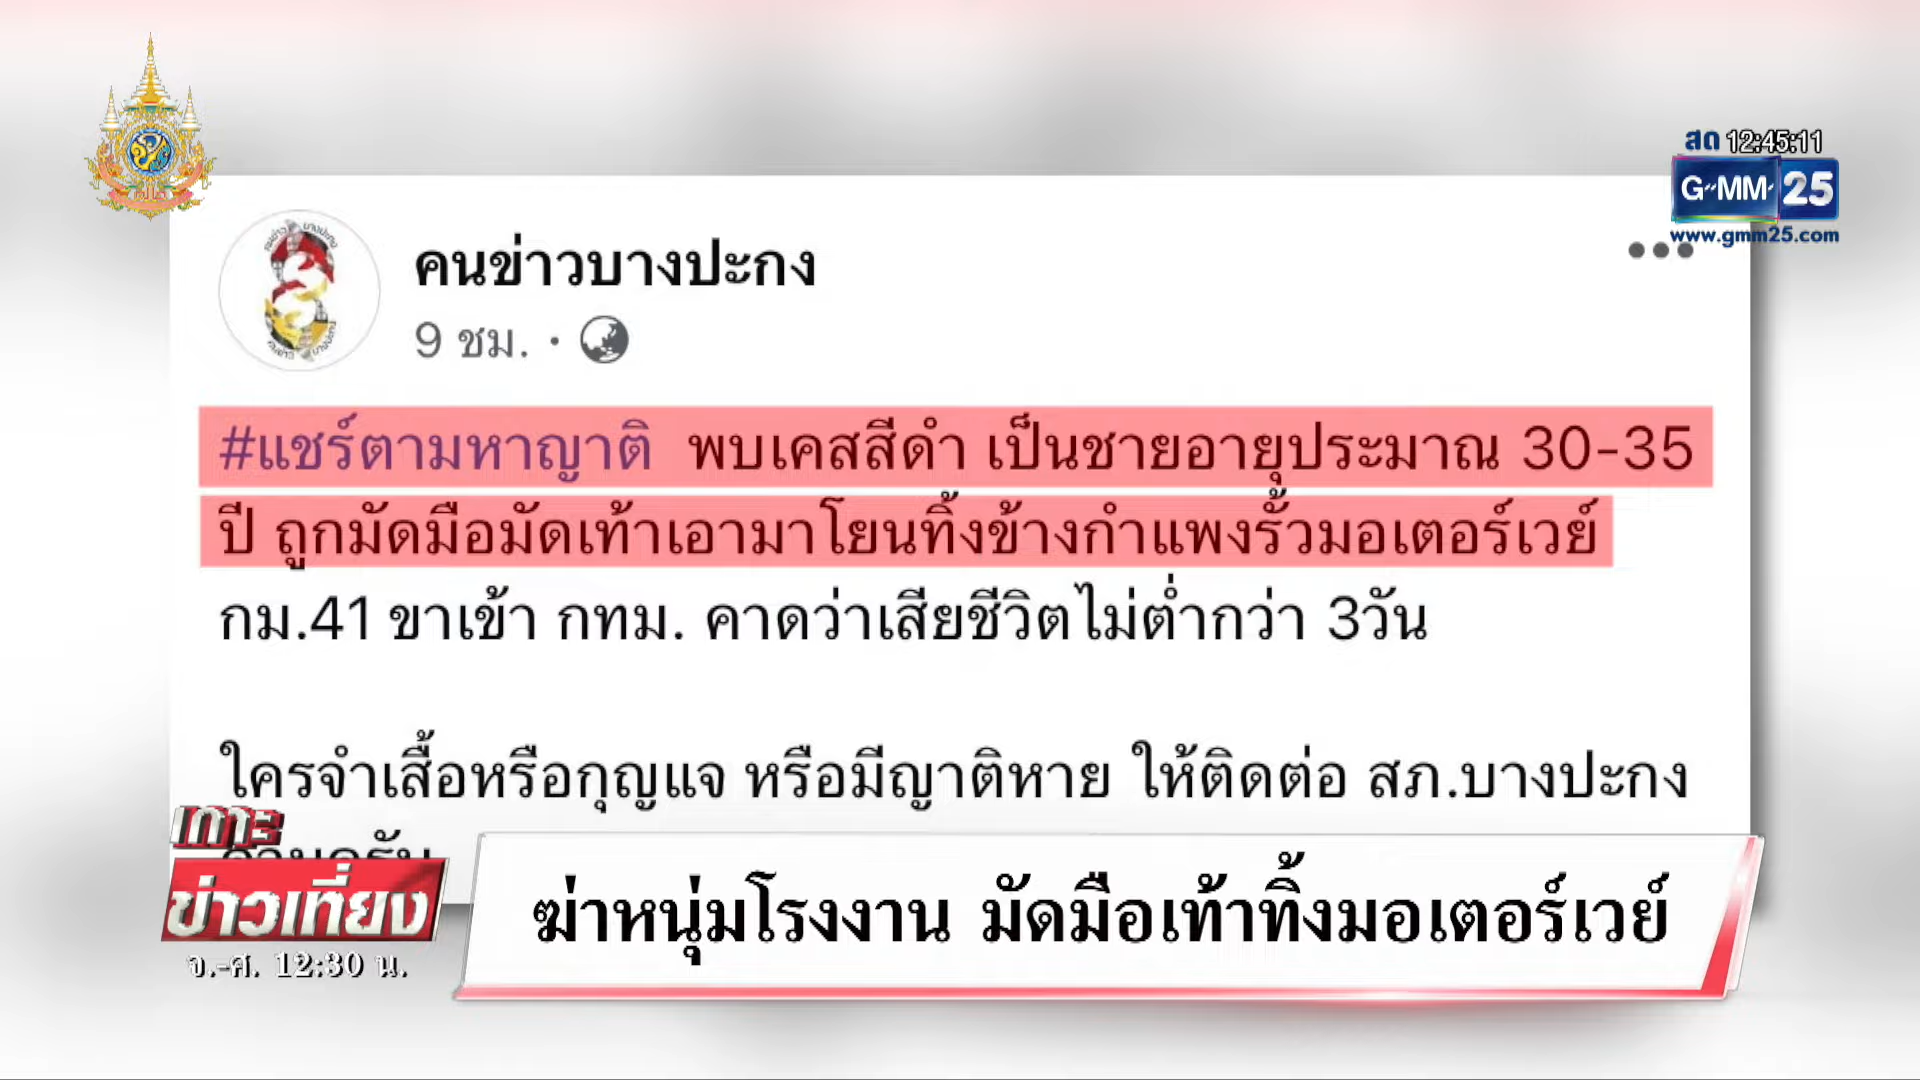 สด 12:45:11
GMM 25
www.gmm25.com
คนข่าวบางปะกง
9 ชม.
#แชร์ตามหาญาติ พบเคสสีดำ เป็นชายอายุประมาณ 30-35
ปี ถูกมัดมือมัดเท้าเอามาโยนทิ้งข้างกำแพงรั้วมอเตอร์เวย์
กม.41 ขาเข้า กทม. คาดว่าเสียชีวิตไม่ต่ำกว่า 3วัน
ใครจำเสื้อหรือกุญแจ หรือมีญาติหาย ให้ติดต่อ สภ.บางปะกง
เกาะ
ข่าวเที่ยง
จ.-ศ. 12:30 น.
ฆ่าหนุ่มโรงงาน มัดมือเท้าทิ้งมอเตอร์เวย์